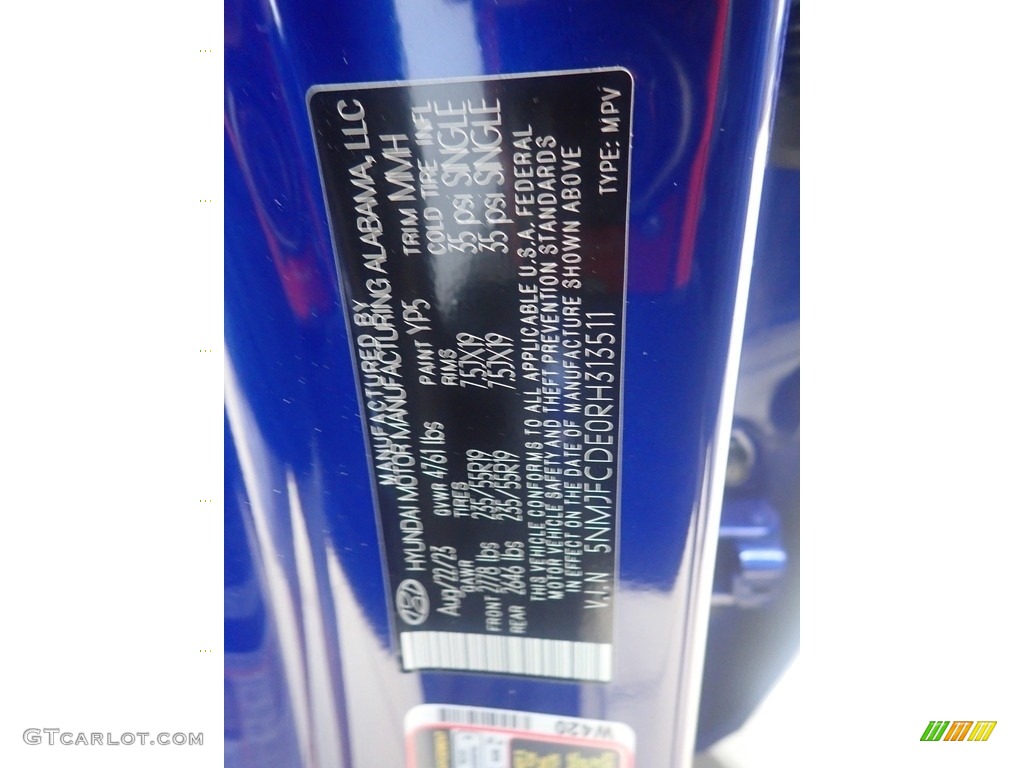 MANUFACTURED BY
HYUNDAI MOTOR MANUFACTURING ALABAMA, LLC
Aug/22/23 GVWR 4761 lbs PAINT YP5 TRIM MMH
GAWR TIRES RIMS COLD TIRE INFL
FRONT 2778 lbs 235/55R19 7.5JX19 35 psi SINGLE
REAR 2646 lbs 235/55R19 7.5JX19 35 psi SINGLE
THIS VEHICLE CONFORMS TO ALL APPLICABLE U.S.A. FEDERAL
MOTOR VEHICLE SAFETY AND THEFT PREVENTION STANDARDS
IN EFFECT ON THE DATE OF MANUFACTURE SHOWN ABOVE
V.I.N 5NMJFCDE0RH313511 TYPE: MPV
W420
GTCARLOT.COM